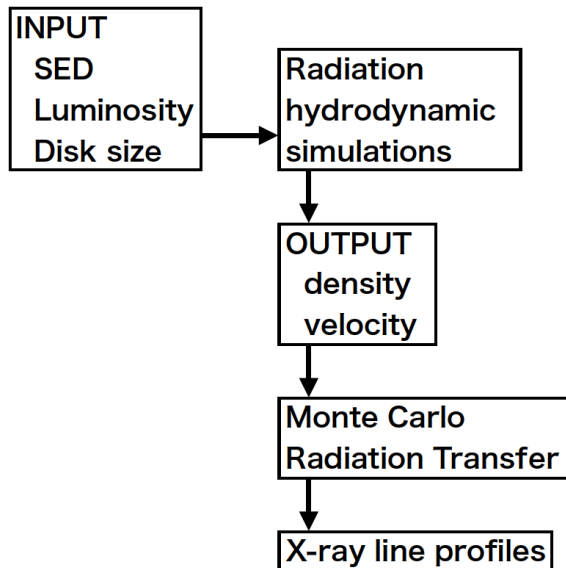 INPUT
SED
Luminosity
Disk size
Radiation
hydrodynamic
simulations
OUTPUT
density
velocity
Monte Carlo
Radiation Transfer
X-ray line profiles